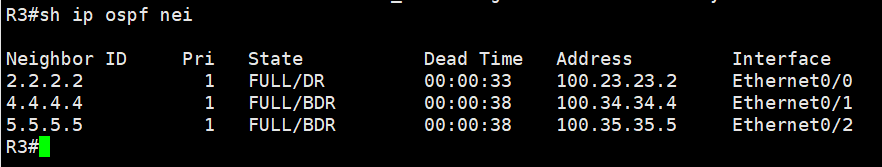 R3#sh ip ospf nei
Neighbor ID     Pri   State           Dead Time   Address         Interface
2.2.2.2           1   FULL/DR         00:00:33    100.23.23.2     Ethernet0/0
4.4.4.4           1   FULL/BDR        00:00:38    100.34.34.4     Ethernet0/1
5.5.5.5           1   FULL/BDR        00:00:38    100.35.35.5     Ethernet0/2
R3#